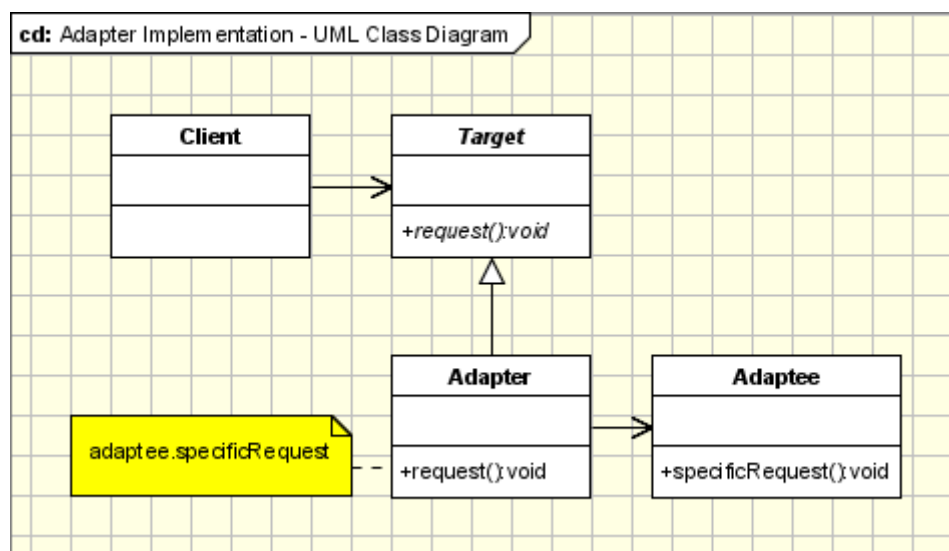 cd: Adapter Implementation - UML Class Diagram
Client
Target
+request():void
Adapter
Adaptee
adaptee.specificRequest
+request():void
+specificRequest():void